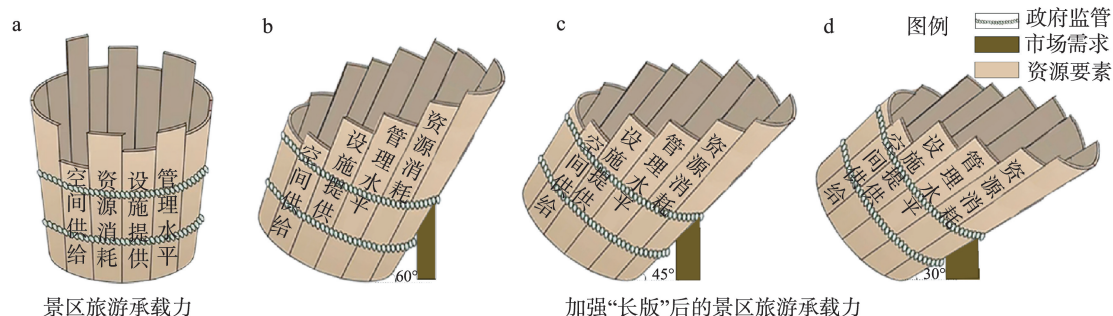 a
b
c
d
图例
政府监管
市场需求
资源要素
空间供给
资源消耗
设施提供
管理水平
空间供给
设施提供
管理水平
资源消耗
60°
空间供给
设施提供
管理水平
资源消耗
45°
空间供给
设施提供
管理水平
资源消耗
30°
景区旅游承载力
加强“长版”后的景区旅游承载力